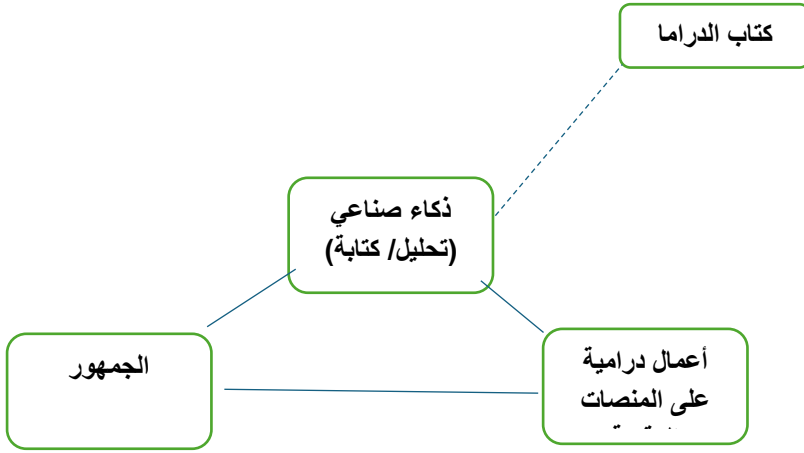 كتاب الدراما
ذكاء صناعي
(تحليل/ كتابة)
الجمهور
أعمال درامية
على المنصات